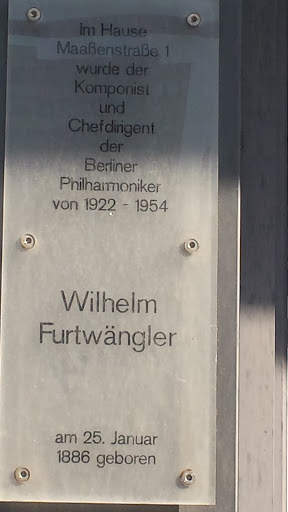 im Hause
Maaßenstraße 1
wurde der
Komponist
und
Chefdirigent
der
Berliner
Philharmoniker
von 1922 - 1954
Wilhelm
Furtwängler
am 25. Januar
1886 geboren